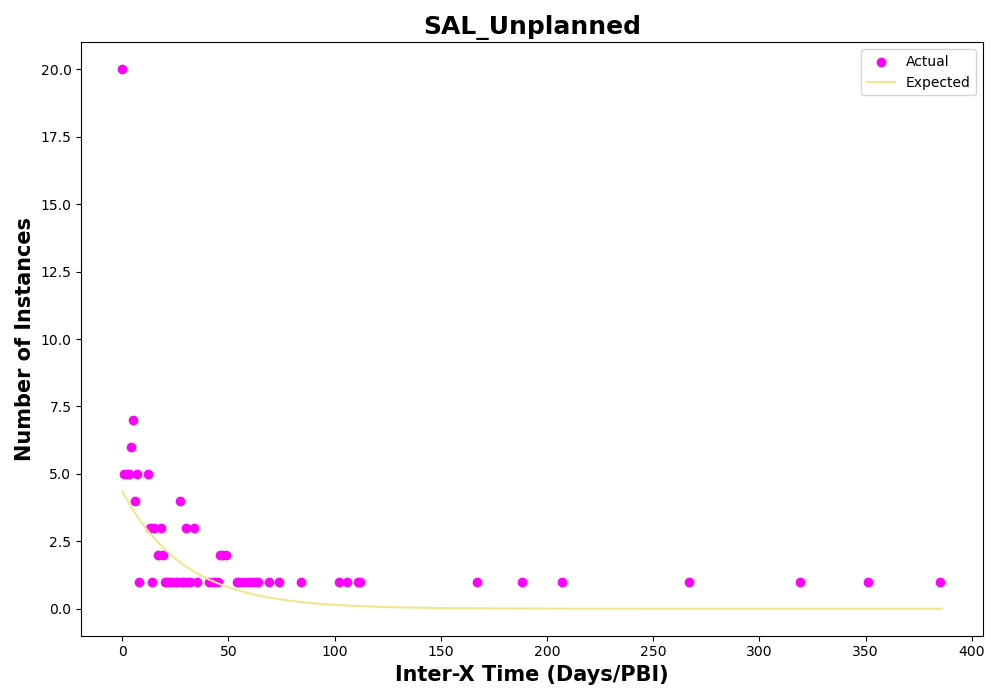 SAL_Unplanned
Actual
Expected
20.0
17.5
15.0
12.5
10.0
7.5
5.0
2.5
0.0
Number of Instances
0 50 100 150 200 250 300 350 400
Inter-X Time (Days/PBI)